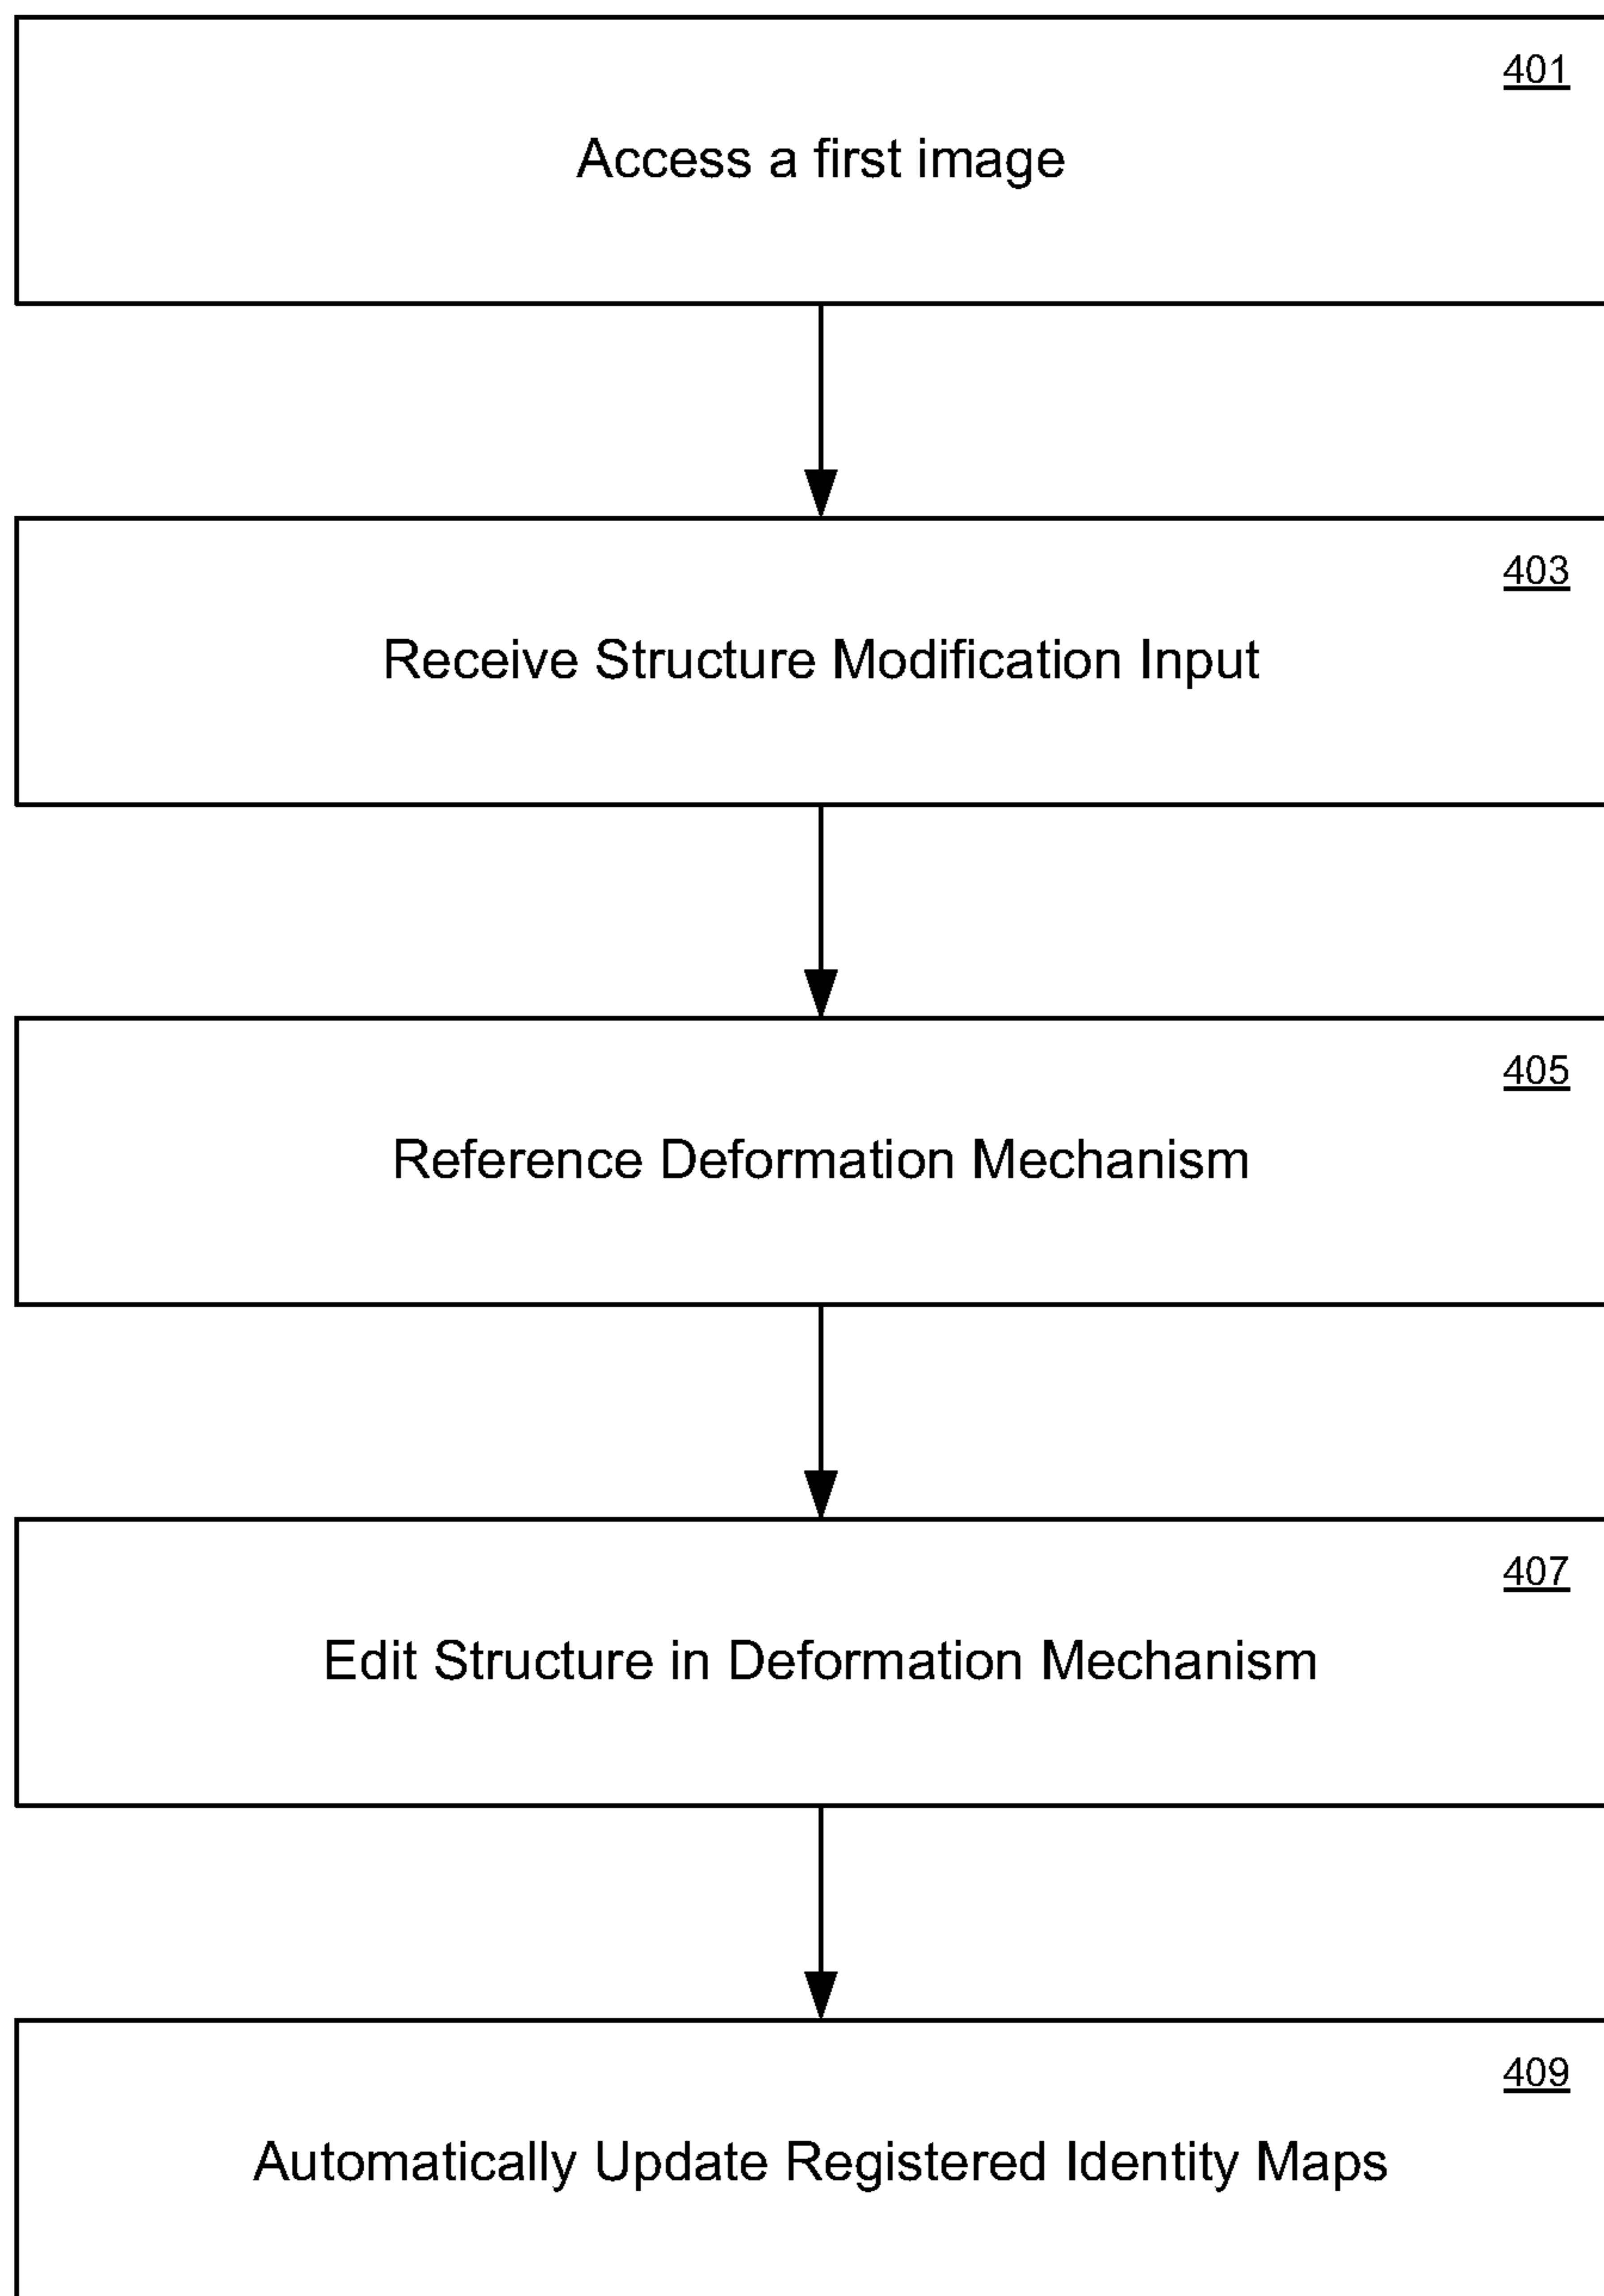 401
Access a first image
403
Receive Structure Modification Input
405
Reference Deformation Mechanism
407
Edit Structure in Deformation Mechanism
409
Automatically Update Registered Identity Maps